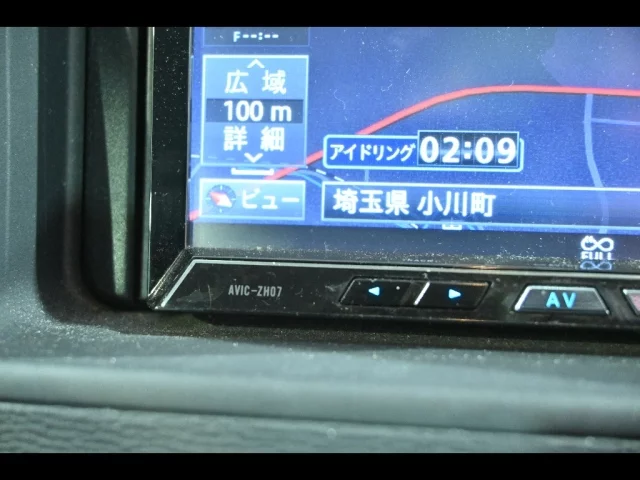 F--:--
広域
100 m
詳細
アイドリング 02:09
ビュー
埼玉県 小川町
FULL
AVIC-ZH07
AV